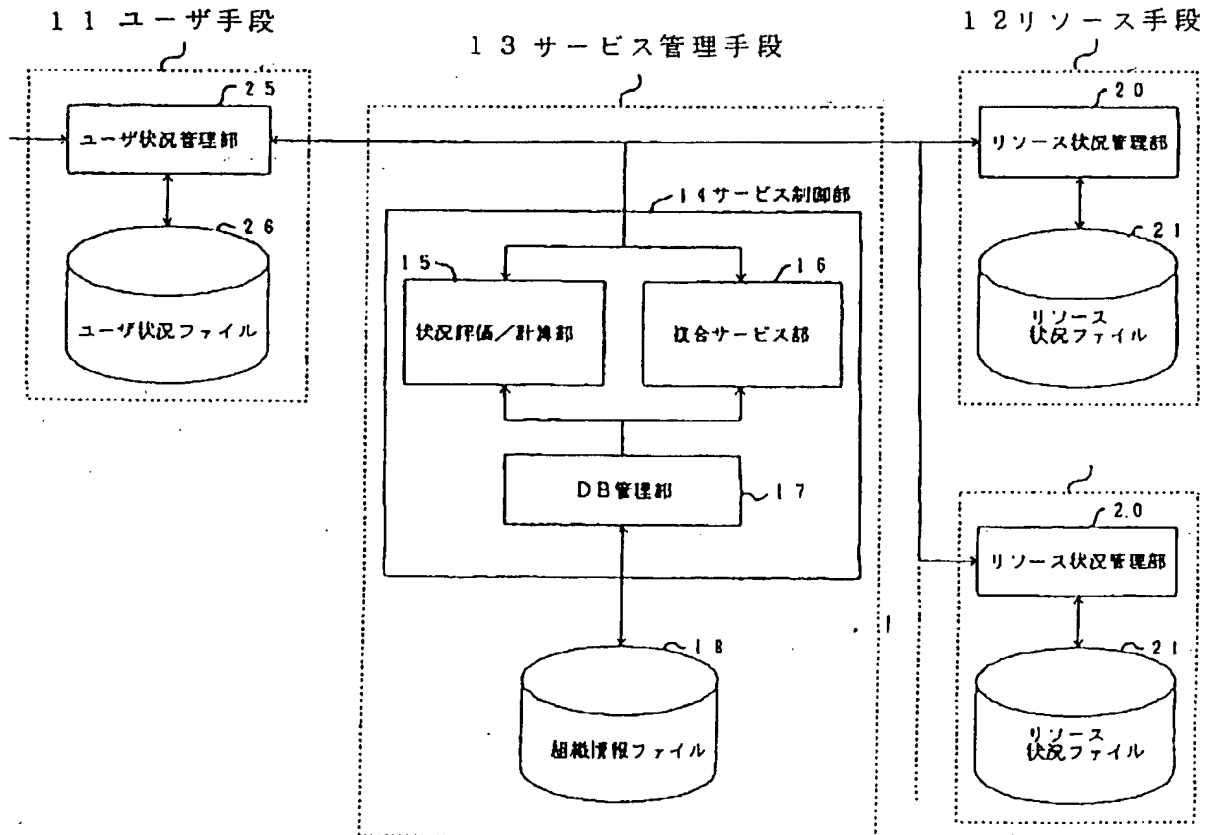 11 ユーザ手段
25
ユーザ状況管理部
26
ユーザ状況ファイル
13サービス管理手段
14サービス制御部
15
状況評価／計算部
16
複合サービス部
DB管理部
17
18
組織情報ファイル
12リソース手段
20
リソース状況管理部
21
リソース
状況ファイル
20
リソース状況管理部
21
リソース
状況ファイル